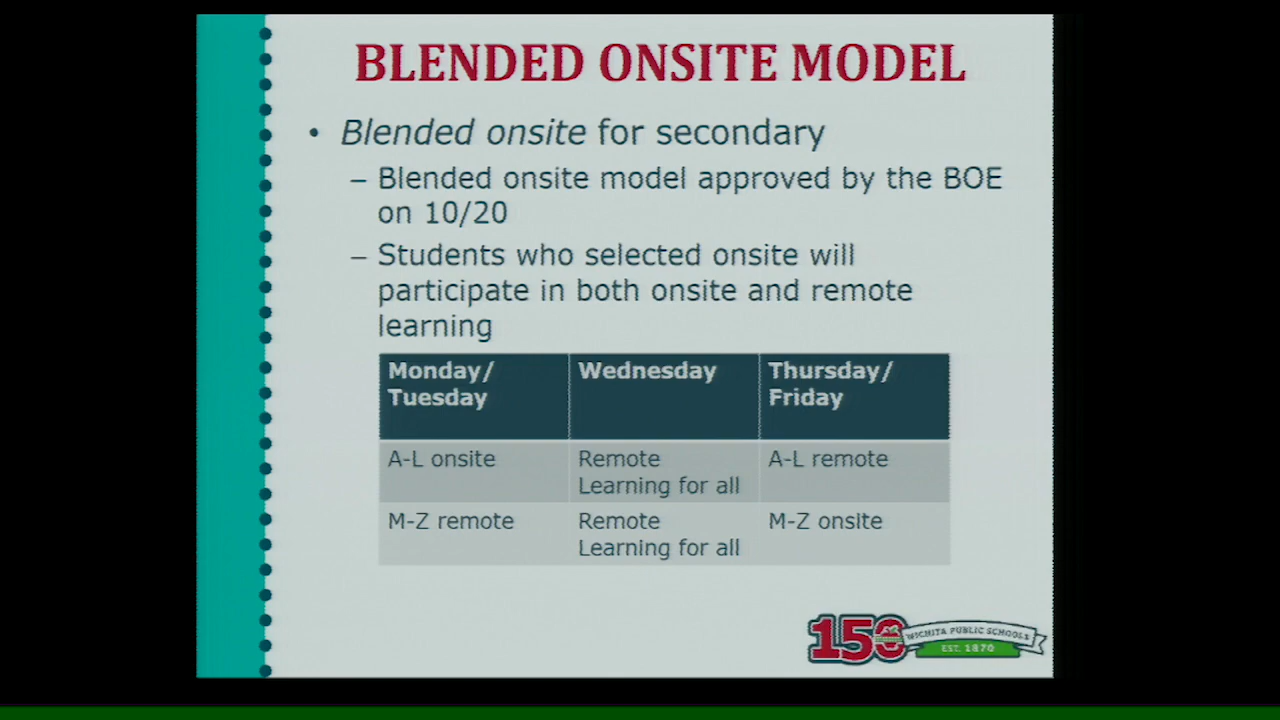 BLENDED ONSITE MODEL
• Blended onsite for secondary
– Blended onsite model approved by the BOE
on 10/20
– Students who selected onsite will
participate in both onsite and remote
learning
Monday/
Tuesday
Wednesday
Thursday/
Friday
A-L onsite
Remote
Learning for all
A-L remote
M-Z remote
Remote
Learning for all
M-Z onsite
150
WICHITA PUBLIC SCHOOLS
EST. 1870